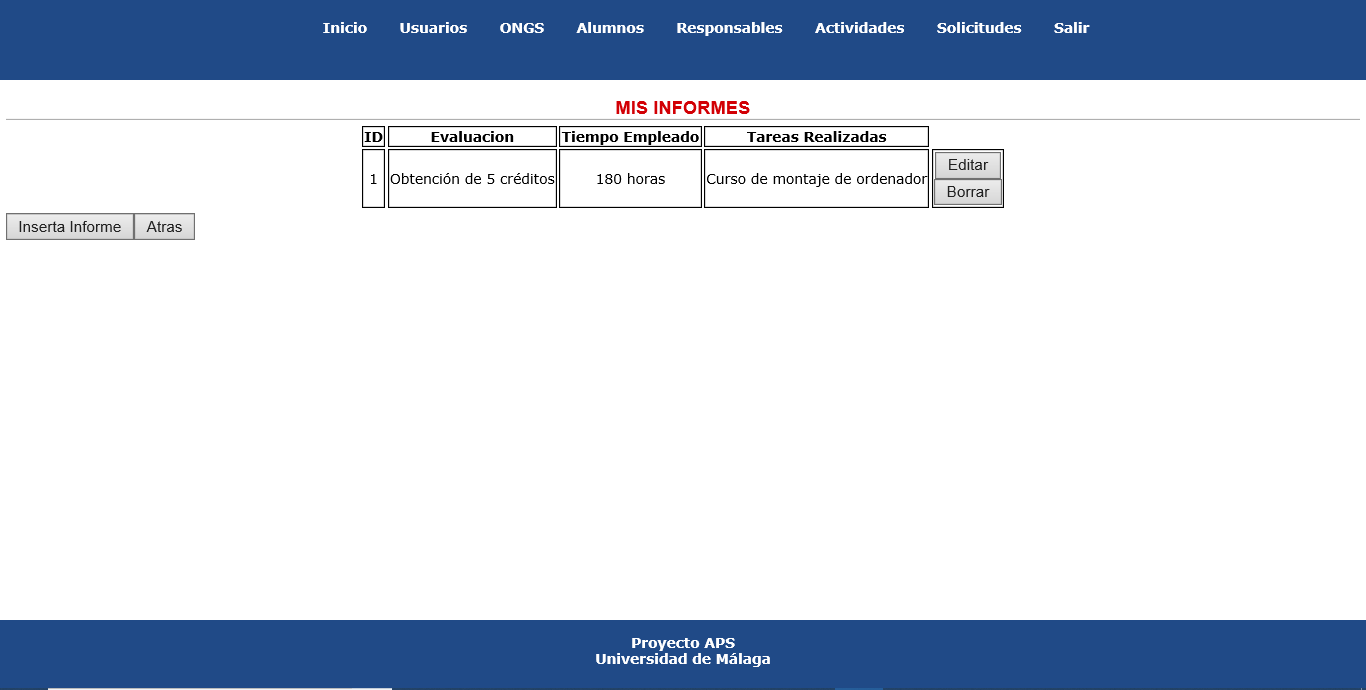 Inicio Usuarios ONGS Alumnos Responsables Actividades Solicitudes Salir
MIS INFORMES
ID Evaluacion Tiempo Empleado Tareas Realizadas
1 Obtención de 5 créditos 180 horas Curso de montaje de ordenador Editar
Borrar
Inserta Informe Atras
Proyecto APS
Universidad de Málaga